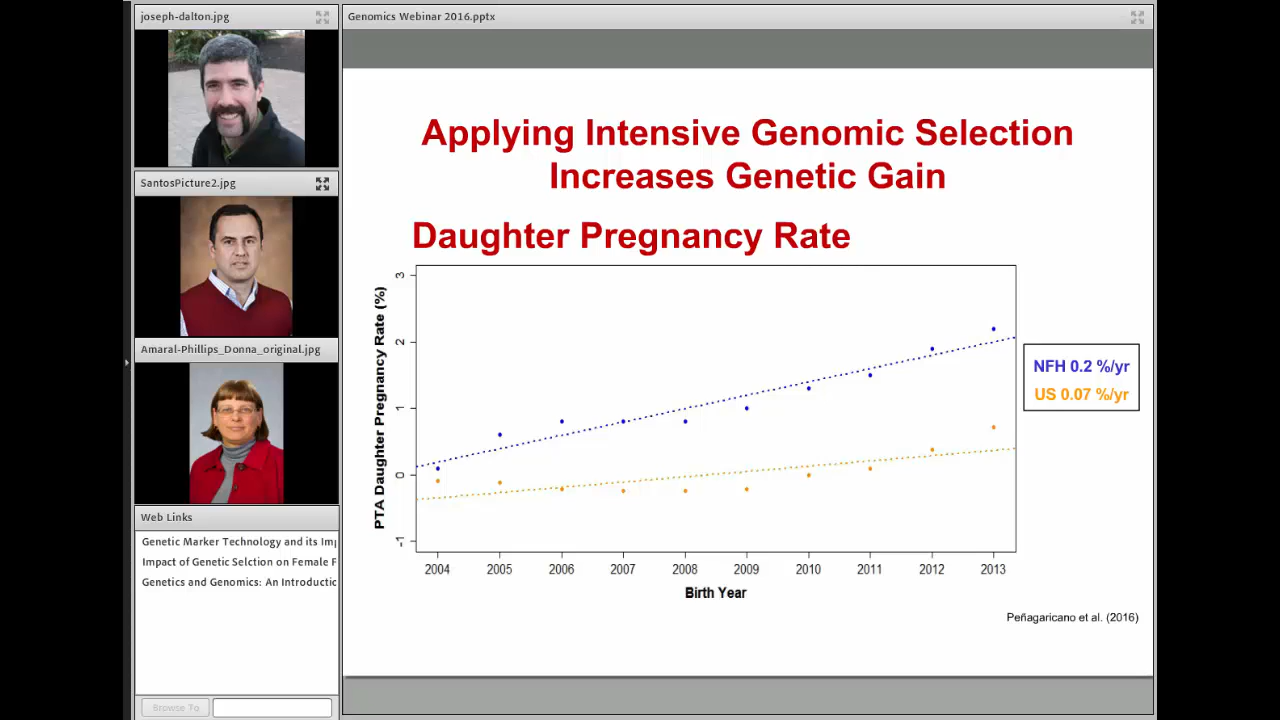 joseph-dalton.jpg
SantosPicture2.jpg
Amaral-Phillips_Donna_original.jpg
Web Links
Genetic Marker Technology and its Imp
Impact of Genetic Selction on Female F
Genetics and Genomics: An Introductic
Browse To
Genomics Webinar 2016.pptx
Applying Intensive Genomic Selection
Increases Genetic Gain
Daughter Pregnancy Rate
PTA Daughter Pregnancy Rate (%)
3
2
1
0
-1
2004 2005 2006 2007 2008 2009 2010 2011 2012 2013
Birth Year
NFH 0.2 %/yr
US 0.07 %/yr
Peñagaricano et al. (2016)